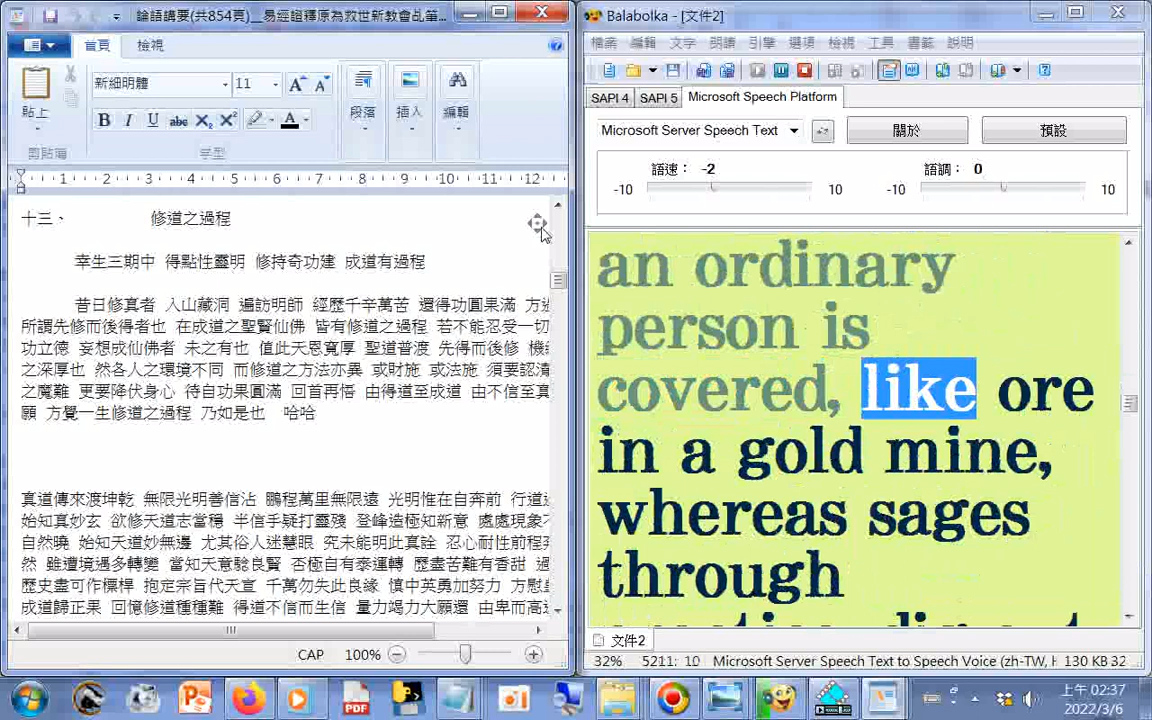 論語講要(共854頁)__易經證釋原為救世新教會乩筆...
首頁
檢視
貼上
剪貼簿
新細明體
11
B I U abc X₂ X²
A
字型
段落
插入
編輯
1 2 3 4 5 6 7 8 9 10 11 12
十三、 修道之過程
幸生三期中 得點性靈明 修持奇功建 成道有過程
昔日修真者 入山藏洞 遍訪明師 經歷千辛萬苦 還得功圓果滿 方
所謂先修而後得者也 在成道之聖賢仙佛 皆有修道之過程 若不能忍受一切
功立德 妄想成仙佛者 未之有也 值此天恩寬厚 聖道普渡 先得而後修
之深厚也 然各人之環境不同 而修道之方法亦異 或財施 或法施 須要認清
之魔難 更要降伏身心 待自功果圓滿 回首再悟 由得道至成道 由不信至真
願 方覺一生修道之過程 乃如是也 哈哈
真道傳來渡坤乾 無限光明善信沾 鵬程萬里無限遠 光明惟在自奔前 行道
始知真妙玄 欲修天道志當穩 半信手疑打靈殘 登峰造極知新意 處處現象
自然曉 始知天道妙無邊 尤其俗人迷慧眼 究未能明此真詮 忍心耐性前程
然 雖遭境遇多轉變 當知天意驗良賢 否極自有泰運轉 歷盡苦難有香甜
歷史盡可作標桿 抱定宗旨代天宣 千萬勿失此良緣 慎中英勇加努力 方慰
成道歸正果 回憶修道種種難 得道不信而生信 量力竭力大願還 由卑而高
CAP 100%
Balabolka - [文件2]
檔案 編輯 文字 朗讀 引擎 選項 檢視 工具 書籤 說明
SAPI 4 SAPI 5 Microsoft Speech Platform
Microsoft Server Speech Text
關於
預設
語速: -2
語調: 0
-10 10 -10 10
an ordinary
person is
covered, like ore
in a gold mine,
whereas sages
through
文件2
32% 5211: 10 Microsoft Server Speech Text to Speech Voice (zh-TW, H 130 KB 32
PDF
上午 02:37
2022/3/6